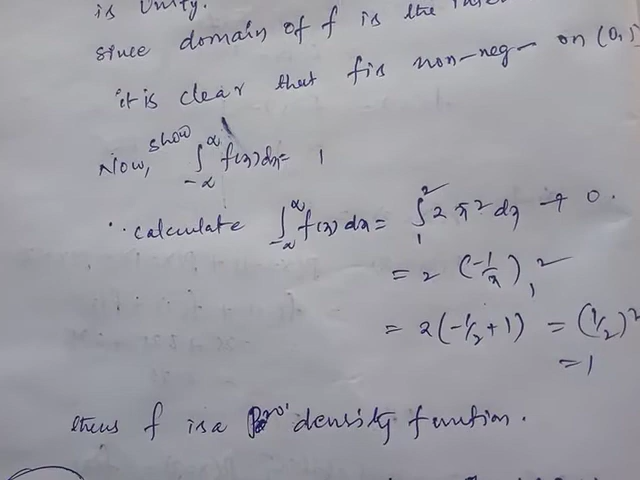 is Unity.
since domain of f is the
it is clear that f is non-neg- on (0,
Now, show ∫_{-∞}^{∞} f(x) dx = 1
∴ calculate ∫_{-∞}^{∞} f(x) dx = ∫_1^2 2 x^2 dx → 0.
= 2 (-1/x)_1^2
= 2(-1/2+1) = (1/2)2
= 1
thus f is a Pro' density funtion.